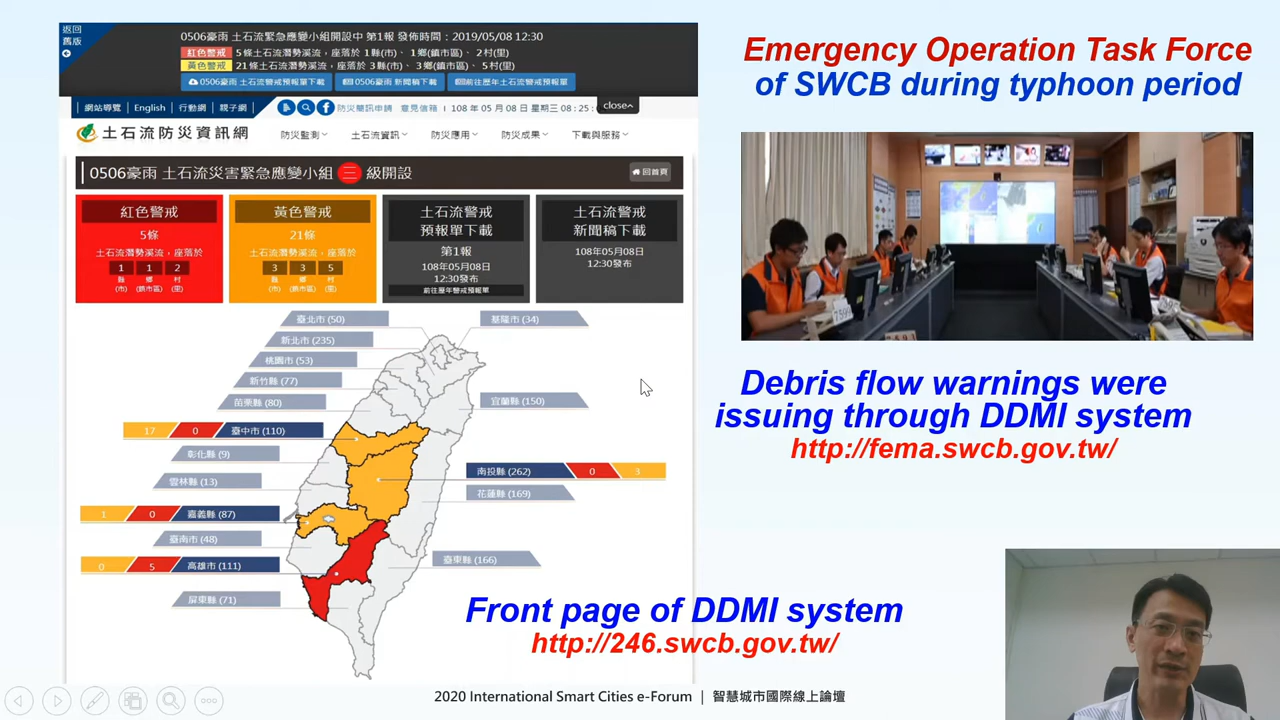 返回
舊版
0506豪雨 土石流緊急應變小組開設中 第1報 發佈時間：2019/05/08 12:30
紅色警戒 5 條土石流潛勢溪流，座落於 1縣(市)、 1鄉(鎮市區)、 2村(里)
黃色警戒 21 條土石流潛勢溪流，座落於 3縣(市)、 3鄉(鎮市區)、 5村(里)
0506豪雨 土石流警戒預報單下載 0506豪雨 新聞稿下載 前往歷年土石流警戒預報單
網站導覽 | English | 行動網 | 親子網 | 防災簡訊申請 意見信箱 | 108 年 05 月 08 日 星期三 08 : 25 : close
土石流防災資訊網 防災監測 土石流資訊 防災應用 防災成果 下載與服務
0506豪雨 土石流災害緊急應變小組 二 級開設 回首頁
紅色警戒
5條
土石流潛勢溪流，座落於
1 1 2
縣(市) 鄉(鎮市區) 村(里)
黃色警戒
21條
土石流潛勢溪流，座落於
3 3 5
縣(市) 鄉(鎮市區) 村(里)
土石流警戒
預報單下載
第1報
108年05月08日
12:30發布
前往歷年警戒預報單
土石流警戒
新聞稿下載
108年05月08日
12:30發布
臺北市 (50)
基隆市 (34)
新北市 (235)
桃園市 (53)
新竹縣 (77)
苗栗縣 (80)
宜蘭縣 (150)
17 0 臺中市 (110)
彰化縣 (9)
南投縣 (262) 0 3
雲林縣 (13)
花蓮縣 (169)
1 0 嘉義縣 (87)
臺南市 (48)
臺東縣 (166)
0 5 高雄市 (111)
屏東縣 (71)
Emergency Operation Task Force
of SWCB during typhoon period
7599
Debris flow warnings were
issuing through DDMI system
http://fema.swcb.gov.tw/
Front page of DDMI system
http://246.swcb.gov.tw/
2020 International Smart Cities e-Forum | 智慧城市國際線上論壇